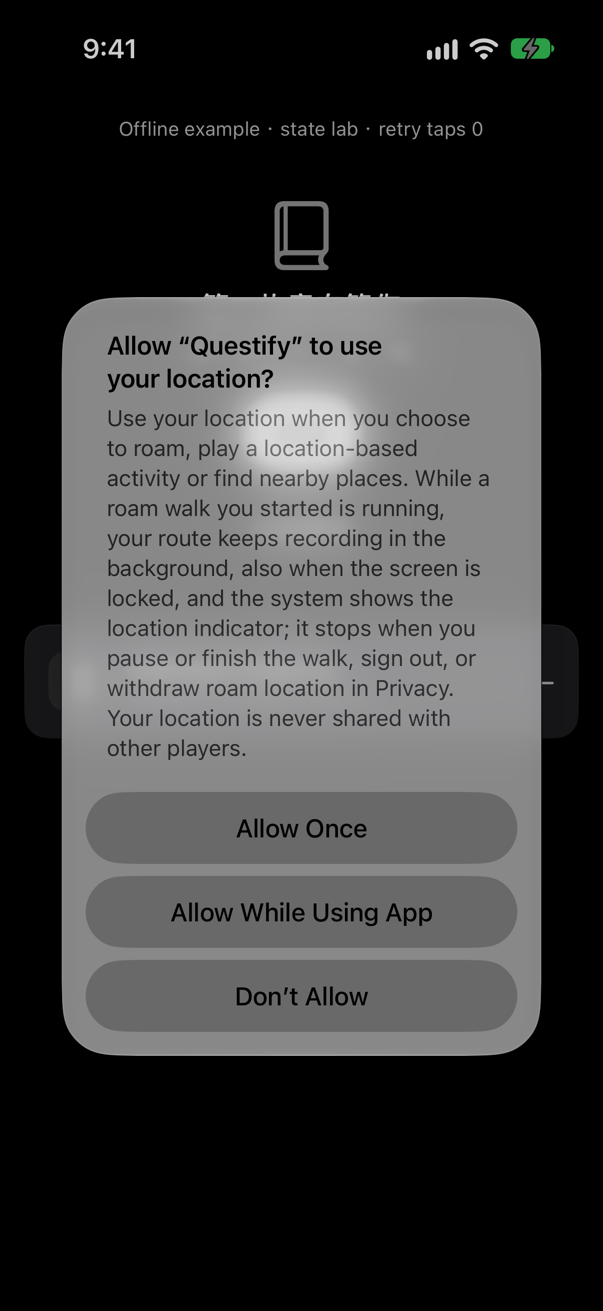 9:41
Offline example · state lab · retry taps 0
Allow “Questify” to use
your location?
Use your location when you choose
to roam, play a location-based
activity or find nearby places. While a
roam walk you started is running,
your route keeps recording in the
background, also when the screen is
locked, and the system shows the
location indicator; it stops when you
pause or finish the walk, sign out, or
withdraw roam location in Privacy.
Your location is never shared with
other players.
Allow Once
Allow While Using App
Don’t Allow